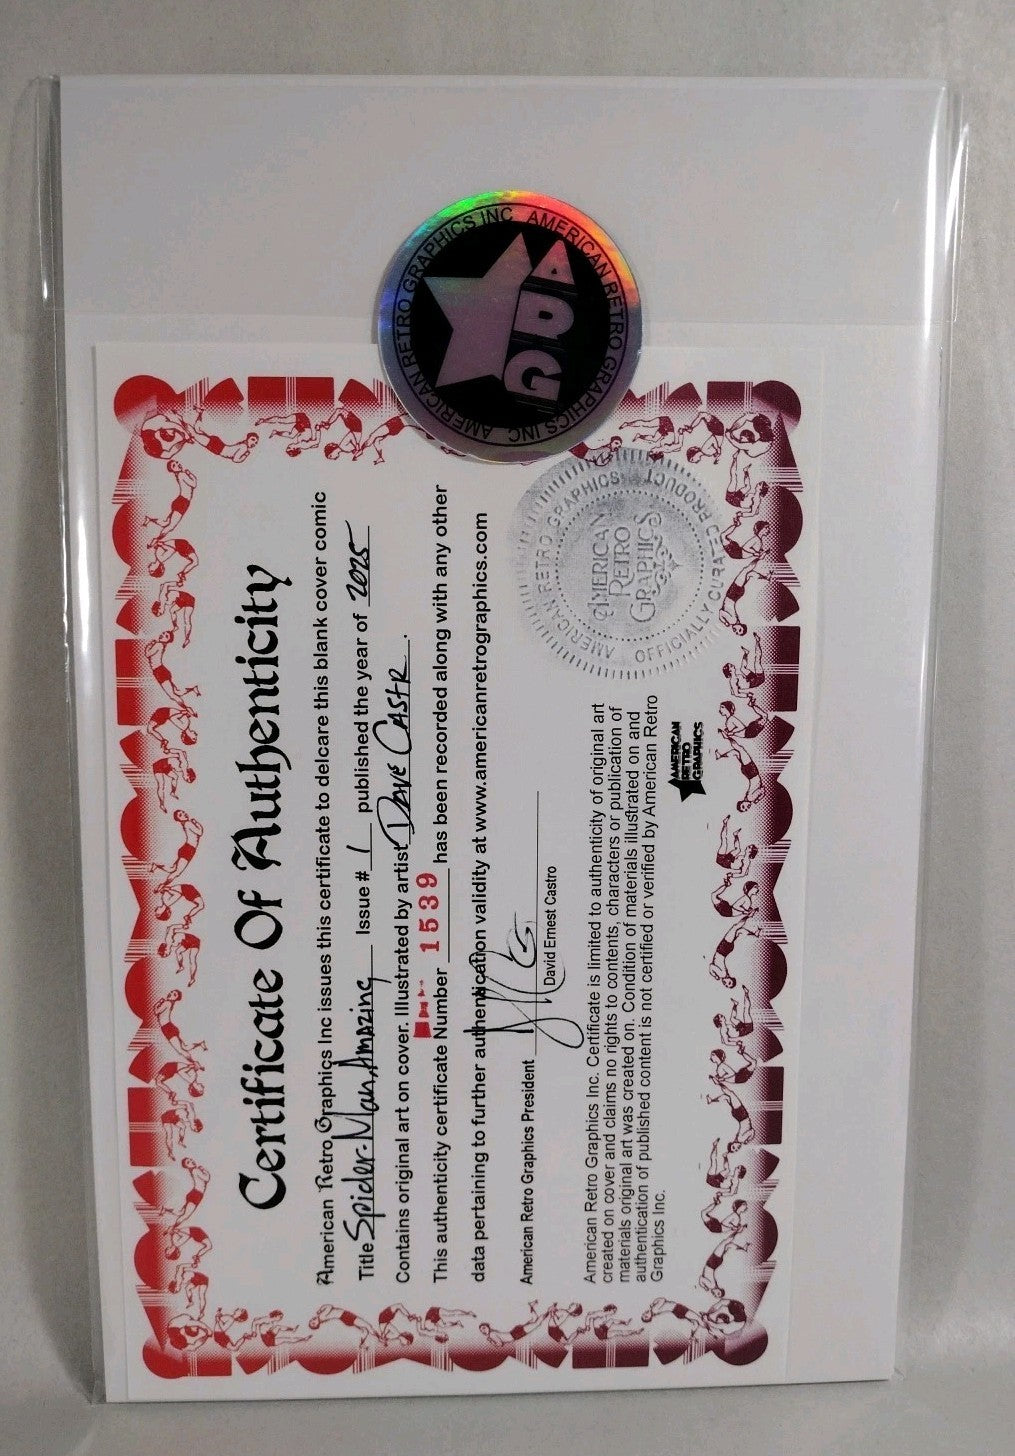 AMERICAN RETRO GRAPHICS INC AMERICAN RETRO GRAPHICS INC
ARG
Certificate Of Authenticity
American Retro Graphics Inc issues this certificate to delcare this blank cover comic
Title Spider-Man, Amazing Issue # 1 published the year of 2025
Contains original art on cover. Illustrated by artist Dave Castr.
This authenticity certificate Number 1539 has been recorded along with any other
data pertaining to further authentication validity at www.americanretrographics.com
American Retro Graphics President
David Ernest Castro
AMERICAN RETRO GRAPHICS
OFFICIALLY CURATED PRODUCT
AMERICAN
RETRO
GRAPHICS
American Retro Graphics Inc. Certificate is limited to authenticity of original art
created on cover and claims no rights to contents, characters or publication of
materials original art was created on. Condition of materials illustrated on and
authentication of published content is not certified or verified by American Retro
Graphics Inc.
AMERICAN
RETRO
GRAPHICS